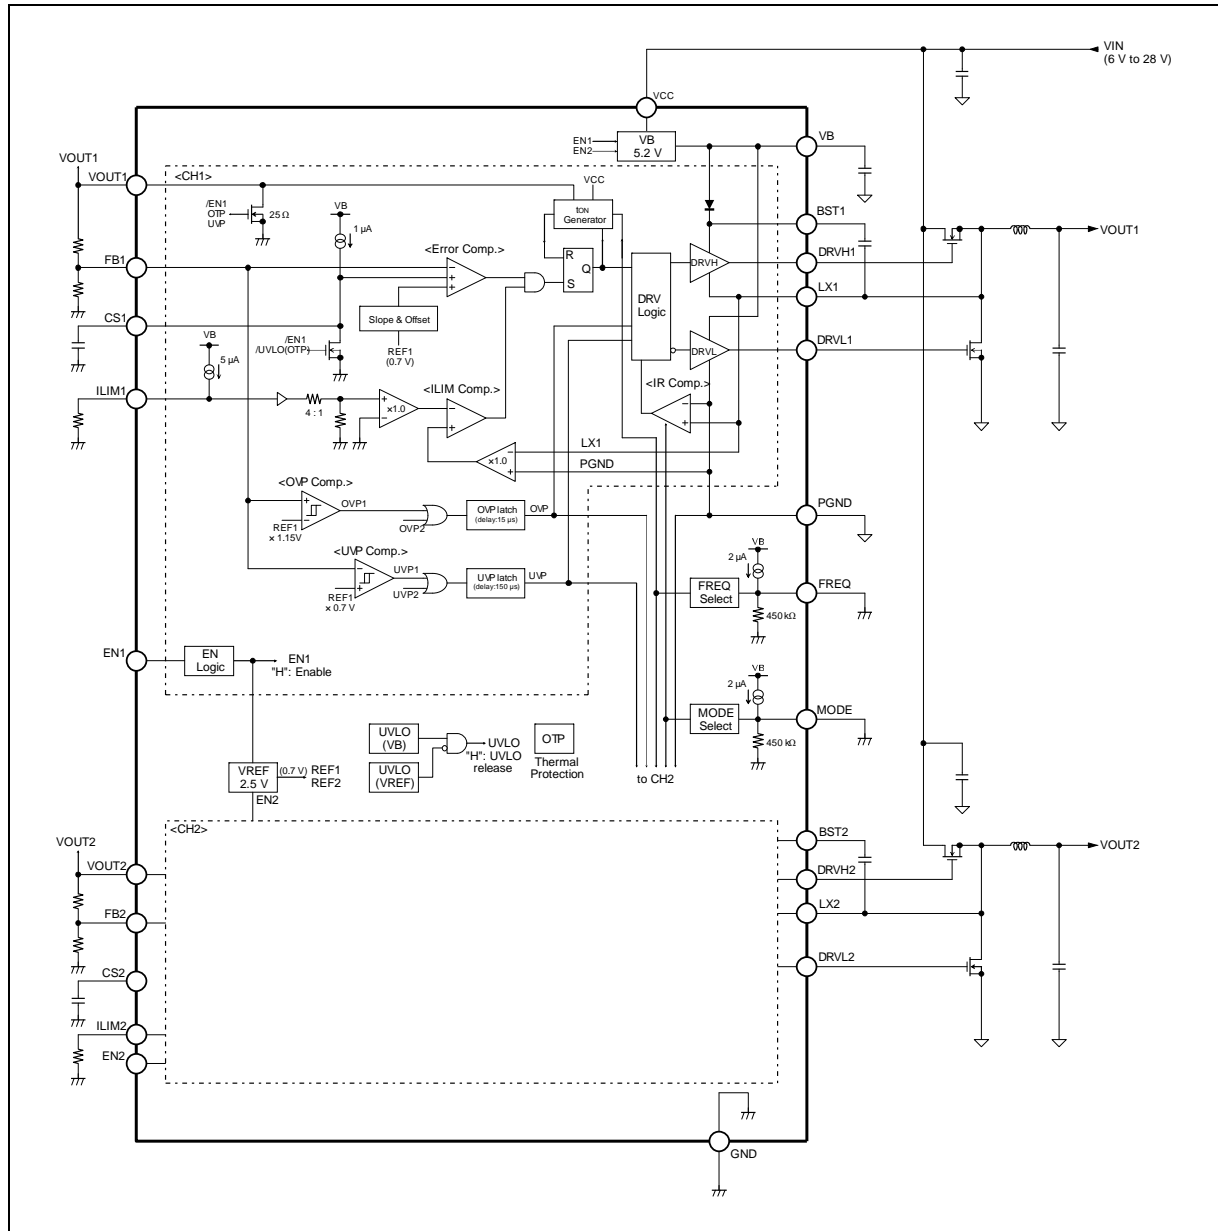 VIN
(6 V to 28 V)
VCC
VB
5.2 V
EN1
EN2
VB
VOUT1
VOUT1
<CH1>
/EN1
OTP
UVP
25 Ω
VB
1 µA
VCC
tON
Generator
BST1
VOUT1
FB1
<Error Comp.>
−
+
+
R
S
Q
DRV
Logic
DRVH
DRVH1
LX1
CS1
Slope & Offset
REF1
(0.7 V)
/EN1
/UVLO(OTP)
DRVL
DRVL1
VB
5 µA
ILIM1
4 : 1
+
−
×1.0
<ILIM Comp.>
−
+
<IR Comp.>
−
+
LX1
PGND
−
+
×1.0
<OVP Comp.>
+
−
REF1
× 1.15V
OVP1
OVP2
OVP latch
(delay:15 µs)
OVP
PGND
<UVP Comp.>
−
+
REF1
× 0.7 V
UVP1
UVP2
UVP latch
(delay:150 µs)
UVP
VB
2 µA
FREQ
Select
FREQ
450 kΩ
EN1
EN
Logic
EN1
"H": Enable
VB
2 µA
MODE
Select
MODE
450 kΩ
UVLO
(VB)
UVLO
(VREF)
UVLO
"H": UVLO
release
OTP
Thermal
Protection
to CH2
VREF
2.5 V
(0.7 V)
REF1
REF2
EN2
<CH2>
VOUT2
VOUT2
BST2
VOUT2
DRVH2
FB2
LX2
CS2
DRVL2
ILIM2
EN2
GND